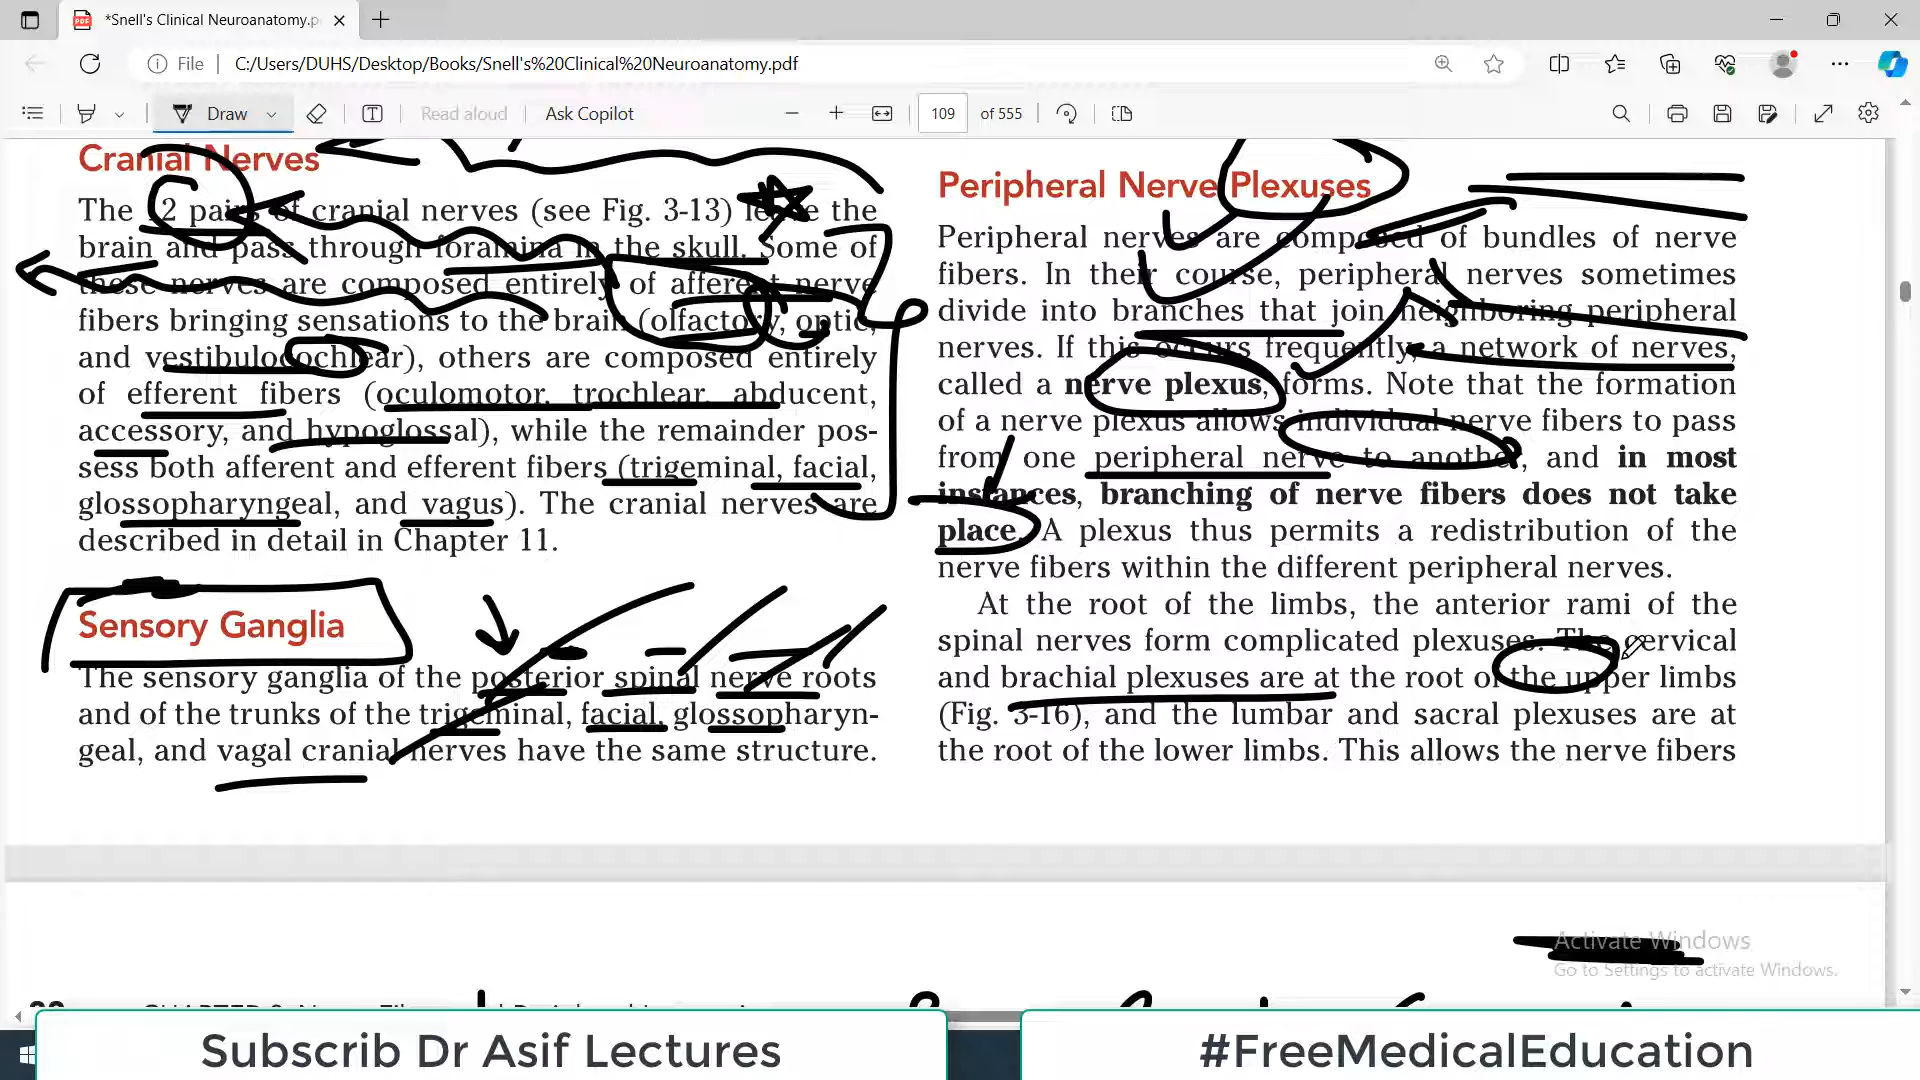 *Snell's Clinical Neuroanatomy.p
File
C:/Users/DUHS/Desktop/Books/Snell's%20Clinical%20Neuroanatomy.pdf
Draw
Read aloud
Ask Copilot
109 of 555
Cranial Nerves
The 12 pairs of cranial nerves (see Fig. 3-13) leave the
brain and pass through foramina in the skull. Some of
these nerves are composed entirely of afferent nerve
fibers bringing sensations to the brain (olfactory, optic,
and vestibulocochlear), others are composed entirely
of efferent fibers (oculomotor, trochlear, abducent,
accessory, and hypoglossal), while the remainder pos-
sess both afferent and efferent fibers (trigeminal, facial,
glossopharyngeal, and vagus). The cranial nerves are
described in detail in Chapter 11.
Sensory Ganglia
The sensory ganglia of the posterior spinal nerve roots
and of the trunks of the trigeminal, facial, glossopharyn-
geal, and vagal cranial nerves have the same structure.
Peripheral Nerve Plexuses
Peripheral nerves are composed of bundles of nerve
fibers. In their course, peripheral nerves sometimes
divide into branches that join neighboring peripheral
nerves. If this occurs frequently, a network of nerves,
called a nerve plexus, forms. Note that the formation
of a nerve plexus allows individual nerve fibers to pass
from one peripheral nerve to another, and in most
instances, branching of nerve fibers does not take
place. A plexus thus permits a redistribution of the
nerve fibers within the different peripheral nerves.
At the root of the limbs, the anterior rami of the
spinal nerves form complicated plexuses. The cervical
and brachial plexuses are at the root of the upper limbs
(Fig. 3-16), and the lumbar and sacral plexuses are at
the root of the lower limbs. This allows the nerve fibers
Activate Windows
Go to Settings to activate Windows.
Subscrib Dr Asif Lectures
#FreeMedicalEducation